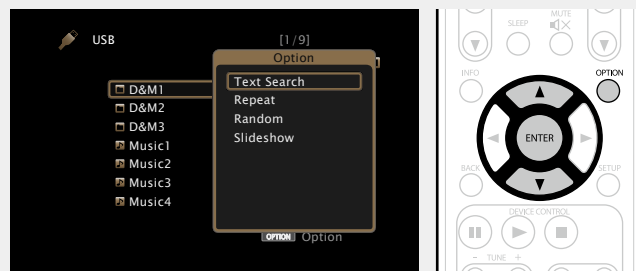 USB
[1/9]
Option
D&M1
D&M2
D&M3
Music1
Music2
Music3
Music4
Text Search
Repeat
Random
Slideshow
OPTION Option
SLEEP
MUTE
INFO
OPTION
ENTER
BACK
SETUP
DEVICE CONTROL
- TUNE +